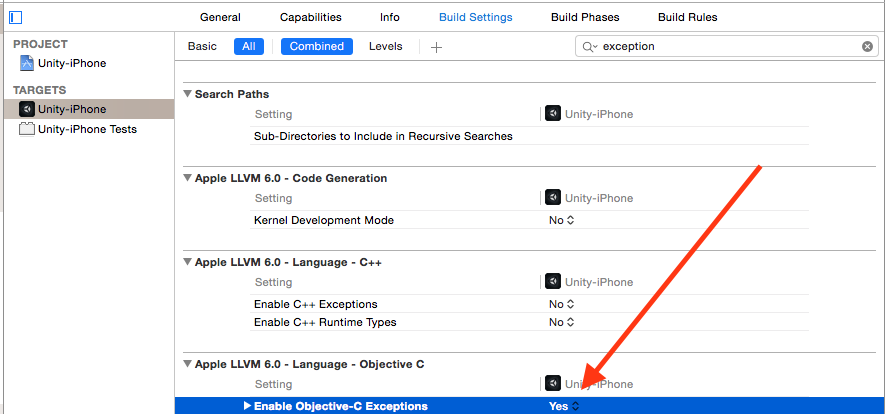 General Capabilities Info Build Settings Build Phases Build Rules
PROJECT
Unity-iPhone
TARGETS
Unity-iPhone
Unity-iPhone Tests
Basic All Combined Levels + exception
Search Paths
Setting Unity-iPhone
Sub-Directories to Include in Recursive Searches
Apple LLVM 6.0 - Code Generation
Setting Unity-iPhone
Kernel Development Mode No
Apple LLVM 6.0 - Language - C++
Setting Unity-iPhone
Enable C++ Exceptions No
Enable C++ Runtime Types No
Apple LLVM 6.0 - Language - Objective C
Setting Unity-iPhone
Enable Objective-C Exceptions Yes